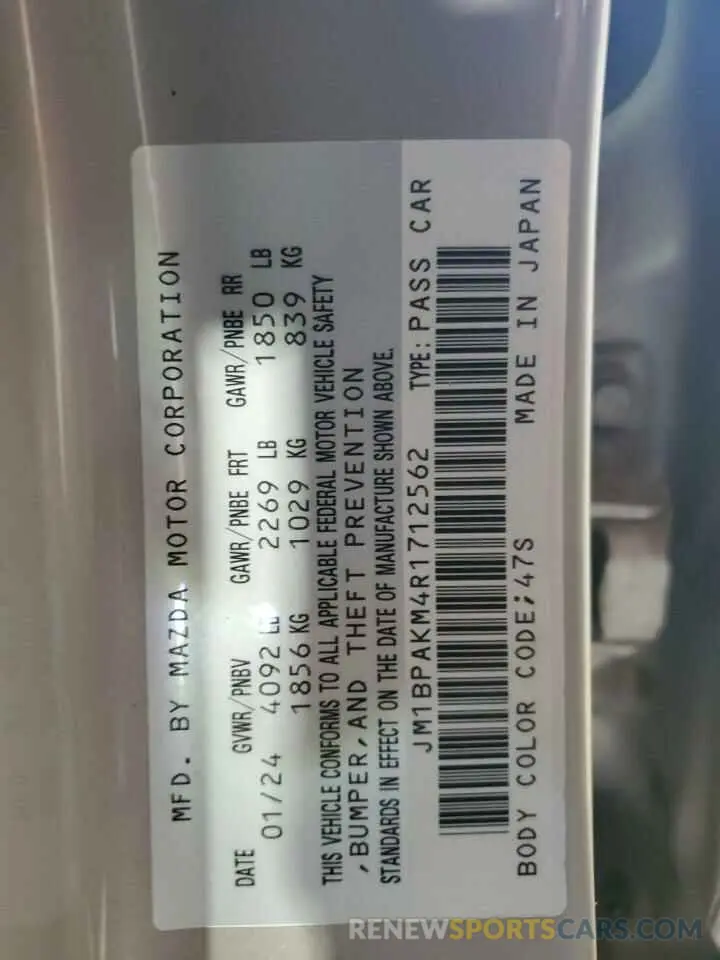 MFD. BY MAZDA MOTOR CORPORATION
DATE GVWR/PNBV GAWR/PNBE FRT GAWR/PNBE RR
01/24 4092 LB 2269 LB 1850 LB
1856 KG 1029 KG 839 KG
THIS VEHICLE CONFORMS TO ALL APPLICABLE FEDERAL MOTOR VEHICLE SAFETY
, BUMPER, AND THEFT PREVENTION
STANDARDS IN EFFECT ON THE DATE OF MANUFACTURE SHOWN ABOVE.
JM1BPAKM4R1712562 TYPE: PASS CAR
BODY COLOR CODE;47S MADE IN JAPAN
RENEWSPORTSCARS.COM